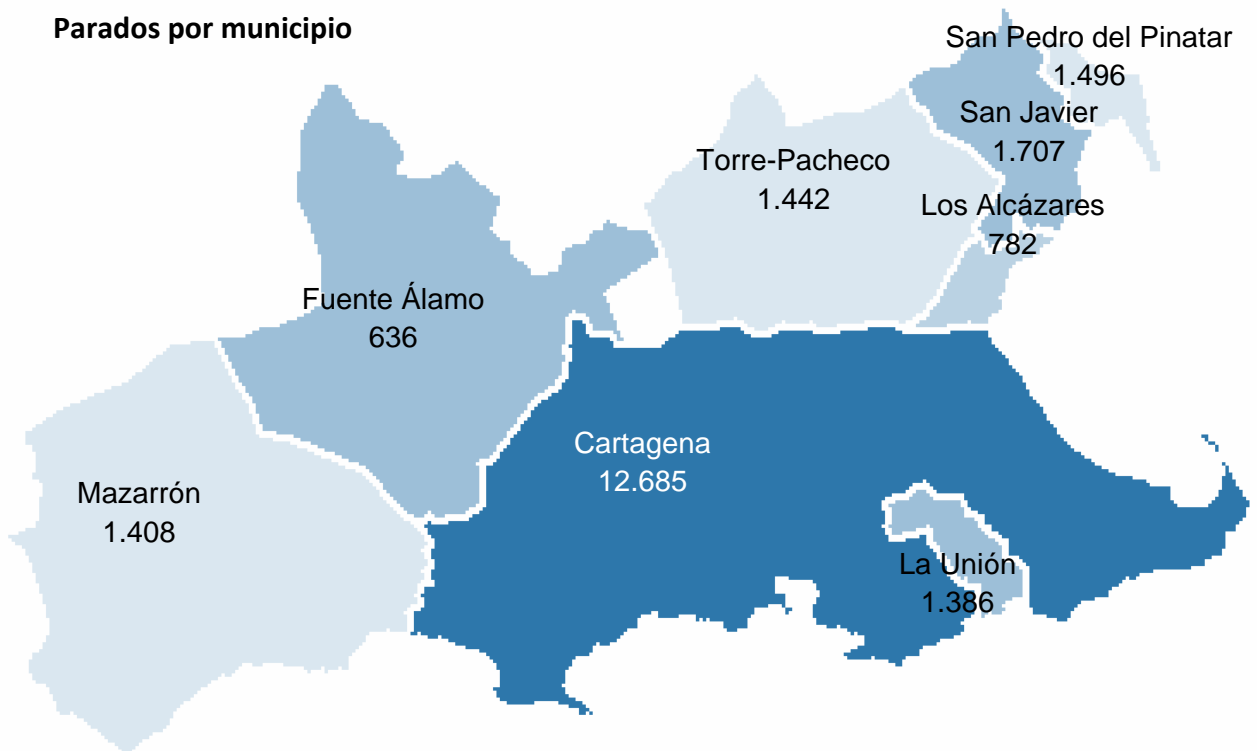 Parados por municipio
San Pedro del Pinatar
1.496
San Javier
1.707
Torre-Pacheco
1.442
Los Alcázares
782
Fuente Álamo
636
Cartagena
12.685
Mazarrón
1.408
La Unión
1.386